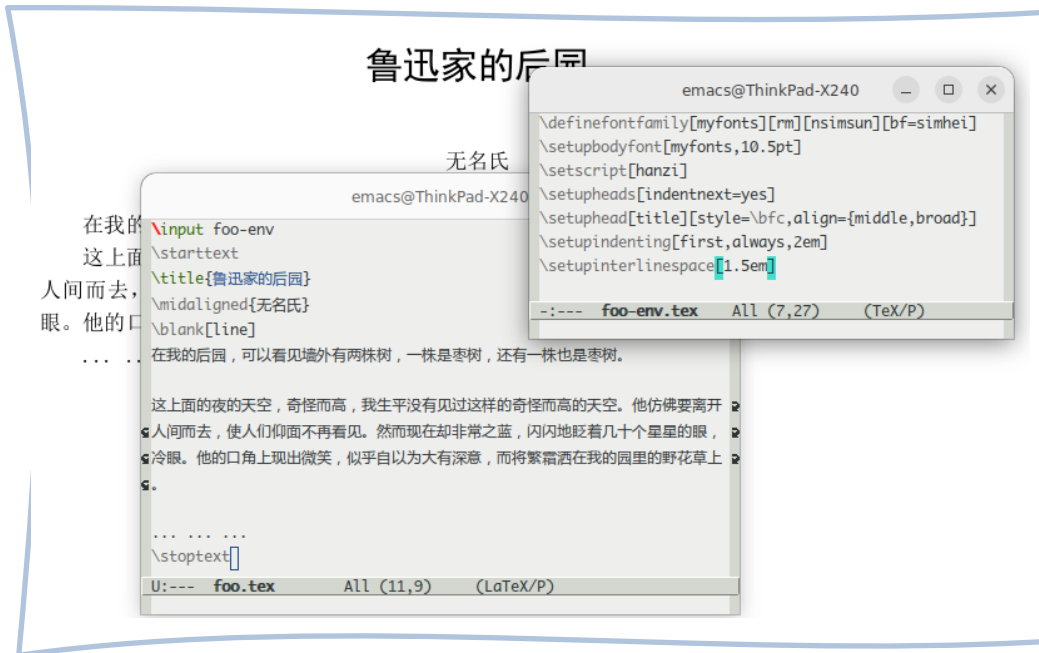 鲁迅家的后园
无名氏
在我的
这上面
人间而去，
眼。他的口
... ..
emacs@ThinkPad-X240
\definefontfamily[myfonts][rm][nsimsun][bf=simhei]
\setupbodyfont[myfonts,10.5pt]
\setscript[hanzi]
\setupheads[indentnext=yes]
\setuphead[title][style=\bfc,align={middle,broad}]
\setupindenting[first,always,2em]
\setupinterlinespace[1.5em]
-:--- foo-env.tex All (7,27) (TeX/P)
emacs@ThinkPad-X240
\input foo-env
\starttext
\title{鲁迅家的后园}
\midaligned{无名氏}
\blank[line]
在我的后园，可以看见墙外有两株树，一株是枣树，还有一株也是枣树。
这上面的夜的天空，奇怪而高，我生平没有见过这样的奇怪而高的天空。他仿佛要离开
人间而去，使人们仰面不再看见。然而现在却非常之蓝，闪闪地眨着几十个星星的眼，
冷眼。他的口角上现出微笑，似乎自以为大有深意，而将繁霜洒在我的园里的野花草上
。
... ... ...
\stoptext
U:--- foo.tex All (11,9) (LaTeX/P)